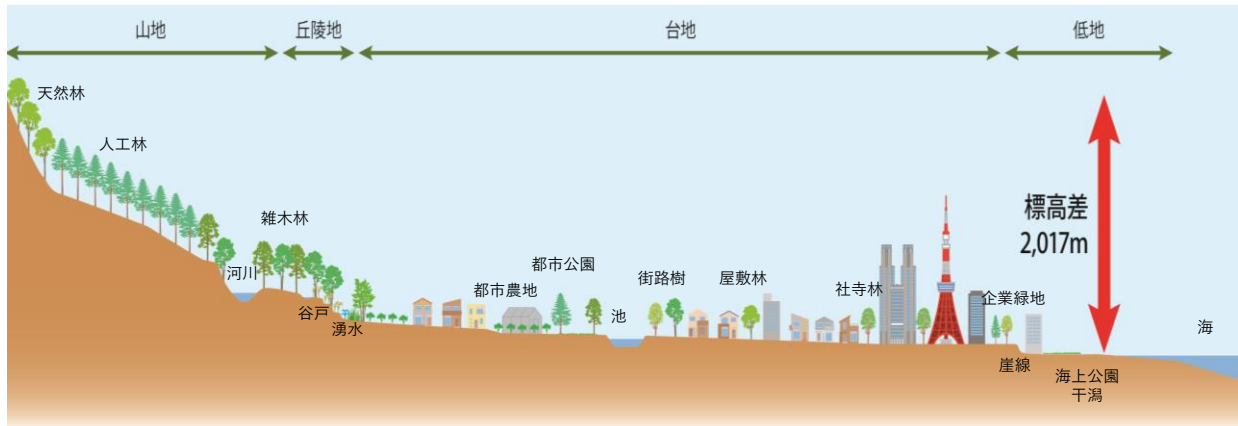 山地
丘陵地
台地
低地
天然林
人工林
雑木林
河川
谷戸
湧水
都市農地
都市公園
池
街路樹
屋敷林
社寺林
企業緑地
崖線
標高差
2,017m
海上公園
干潟
海